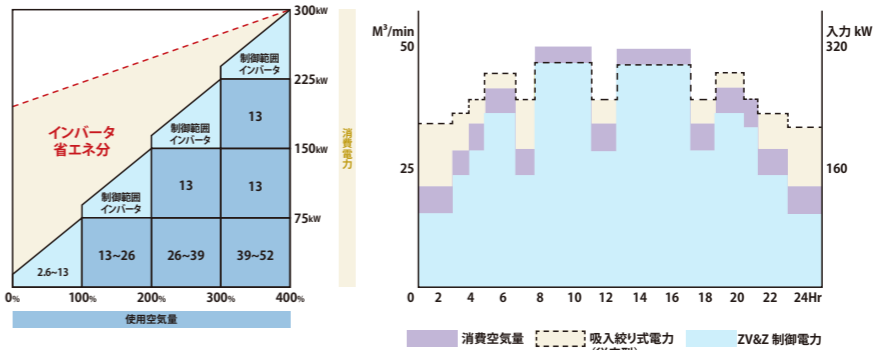 300kW
制御範囲
インバータ
225kW
制御範囲
インバータ
13
インバータ
省エネ分
150kW
制御範囲
インバータ
13
13
75kW
2.6~13
13~26
26~39
39~52
0%
100%
200%
300%
400%
使用空気量
消費電力
M³/min
入力 kW
50
320
25
160
0
2
4
6
8
10
12
14
16
18
20
22
24Hr
消費空気量
吸入絞り式電力
ZV&Z 制御電力